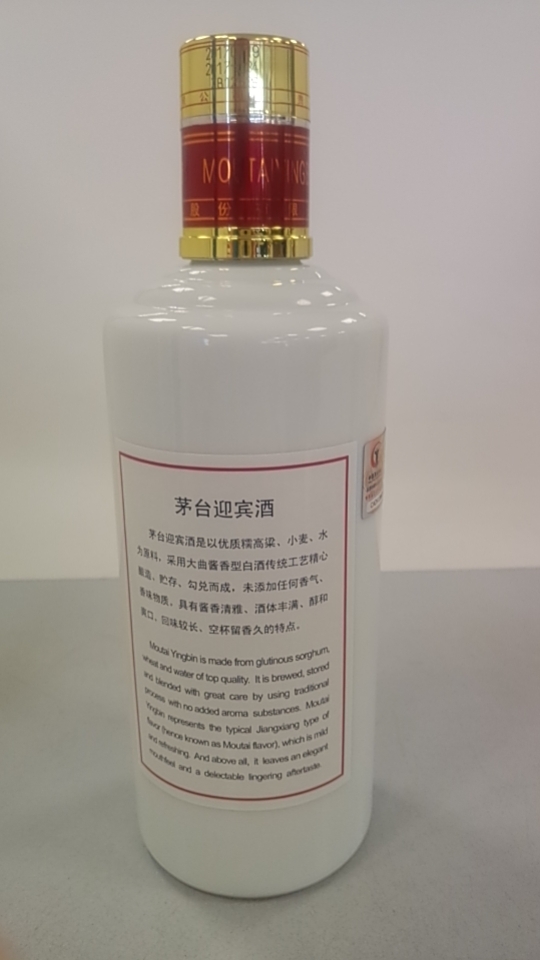 公
MOUTAI YING
股 份
茅台迎宾酒
茅台迎宾酒是以优质糯高粱、小麦、水
为原料，采用大曲酱香型白酒传统工艺精心
酿造、贮存、勾兑而成，未添加任何香气、
香味物质，具有酱香清雅、酒体丰满、醇和
爽口、回味较长、空杯留香久的特点。
Moutai Yingbin is made from glutinous sorghum,
wheat and water of top quality. It is brewed, stored
and blended with great care by using traditional
process with no added aroma substances. Moutai
Yingbin represents the typical Jiangxiang type of
flavor (hence known as Moutai flavor), which is mild
and refreshing. And above all, it leaves an elegant
mouthfeel and a delectable lingering aftertaste.